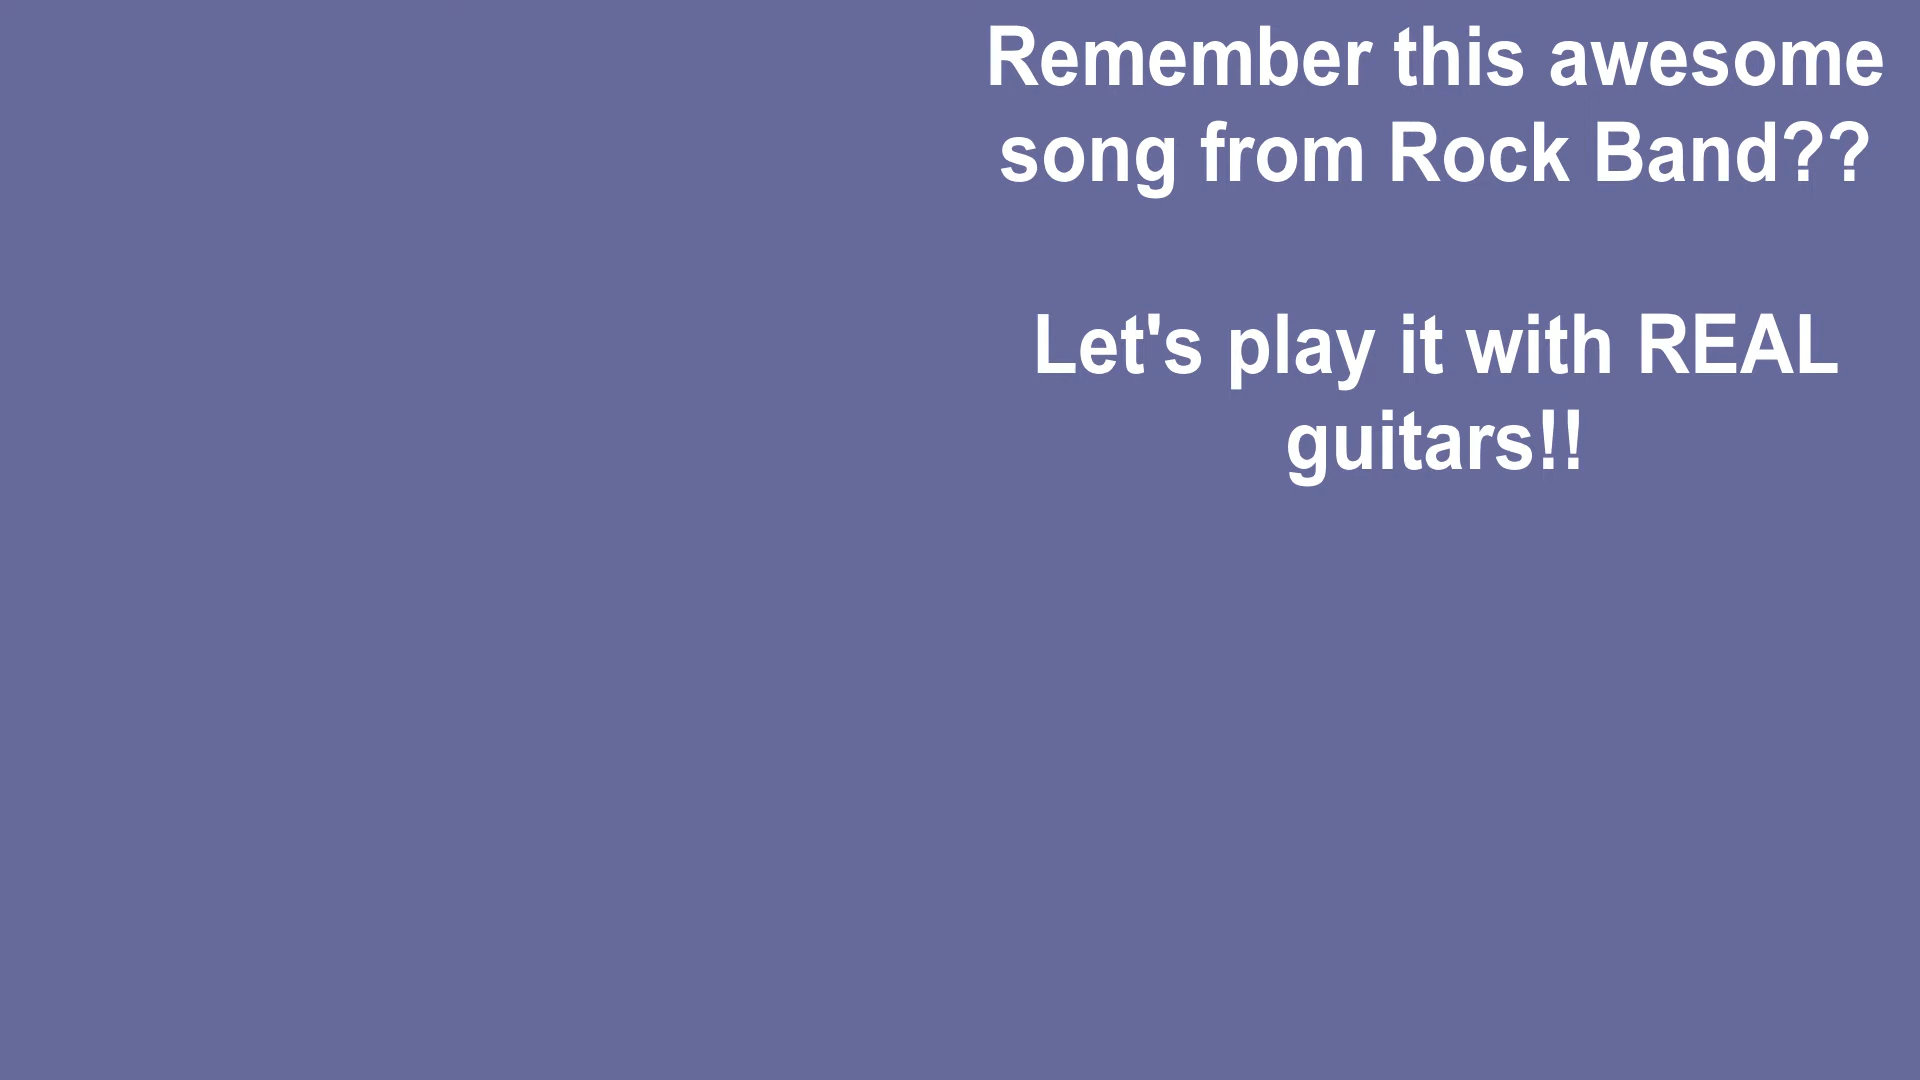 Remember this awesome
song from Rock Band??
Let's play it with REAL
guitars!!